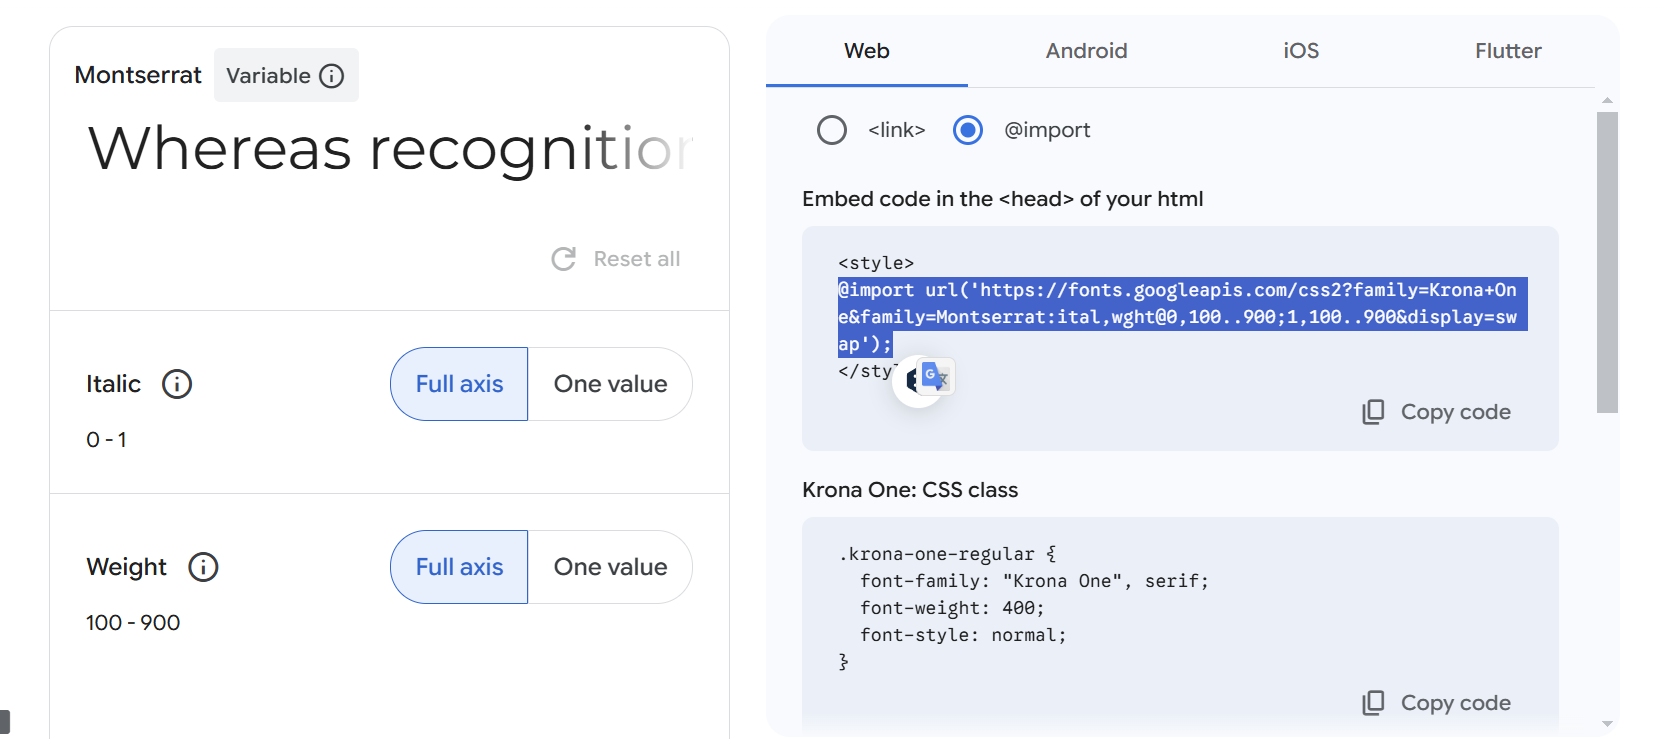 Montserrat
Variable
Whereas recognition
Reset all
Italic
Full axis
One value
0 - 1
Weight
Full axis
One value
100 - 900
Web
Android
iOS
Flutter
<link>
@import
Embed code in the <head> of your html
<style>
@import url('https://fonts.googleapis.com/css2?family=Krona+On
e&family=Montserrat:ital,wght@0,100..900;1,100..900&display=sw
ap');
</sty
Copy code
Krona One: CSS class
.krona-one-regular {
font-family: "Krona One", serif;
font-weight: 400;
font-style: normal;
}
Copy code